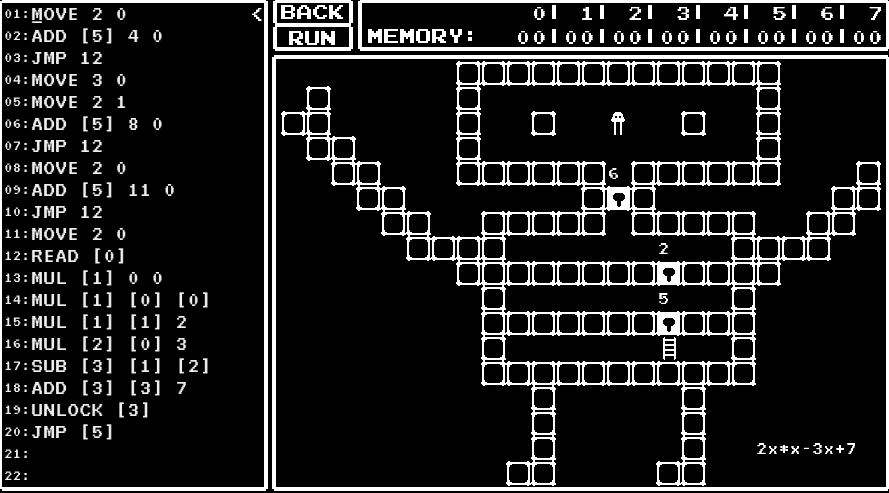 01:MOVE 2 0 <
02:ADD [5] 4 0
03:JMP 12
04:MOVE 3 0
05:MOVE 2 1
06:ADD [5] 8 0
07:JMP 12
08:MOVE 2 0
09:ADD [5] 11 0
10:JMP 12
11:MOVE 2 0
12:READ [0]
13:MUL [1] 0 0
14:MUL [1] [0] [0]
15:MUL [1] [1] 2
16:MUL [2] [0] 3
17:SUB [3] [1] [2]
18:ADD [3] [3] 7
19:UNLOCK [3]
20:JMP [5]
21:
22:
BACK
RUN
0| 1| 2| 3| 4| 5| 6| 7
MEMORY: 00|00|00|00|00|00|00|00
6
2
5
2x*x-3x+7